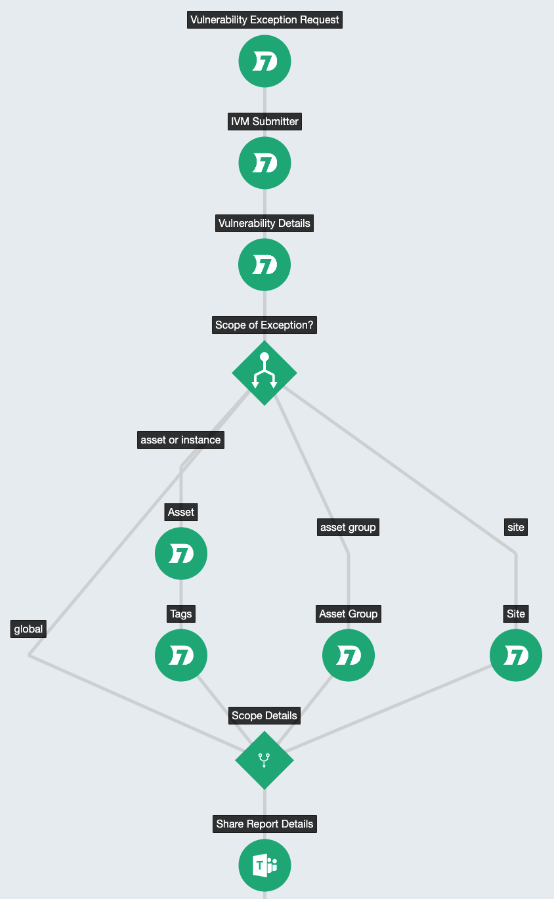 Vulnerability Exception Request
IVM Submitter
Vulnerability Details
Scope of Exception?
asset or instance
Asset
asset group
site
Tags
Asset Group
Site
global
Scope Details
Share Report Details
T